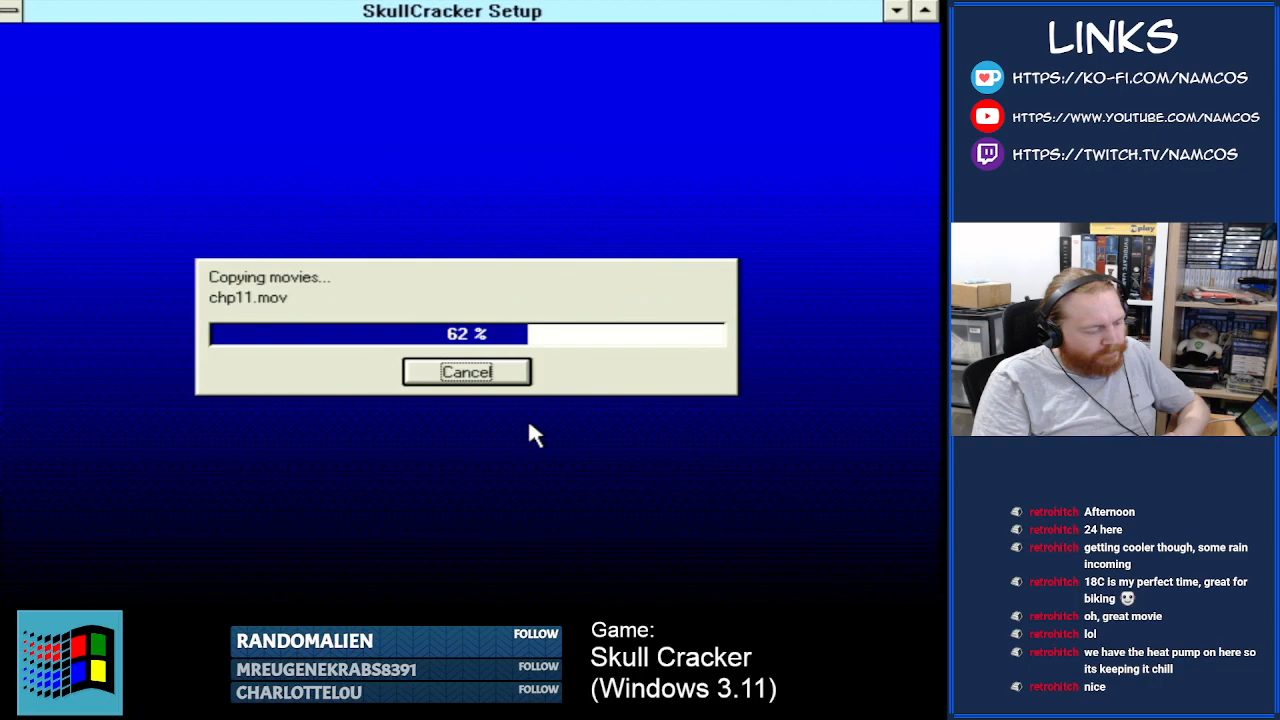 SkullCracker Setup
Copying movies...
chp11.mov
62 %
Cancel
LINKS
HTTPS://KO-FI.COM/NAMCOS
HTTPS://WWW.YOUTUBE.COM/NAMCOS
HTTPS://TWITCH.TV/NAMCOS
retrohitch Afternoon
retrohitch 24 here
retrohitch getting cooler though, some rain
incoming
retrohitch 18C is my perfect time, great for
biking
retrohitch oh, great movie
retrohitch lol
retrohitch we have the heat pump on here so
its keeping it chill
retrohitch nice
RANDOMALIEN FOLLOW
MREUGENEKRABS8391 FOLLOW
CHARLOTTELOU FOLLOW
Game:
Skull Cracker
(Windows 3.11)